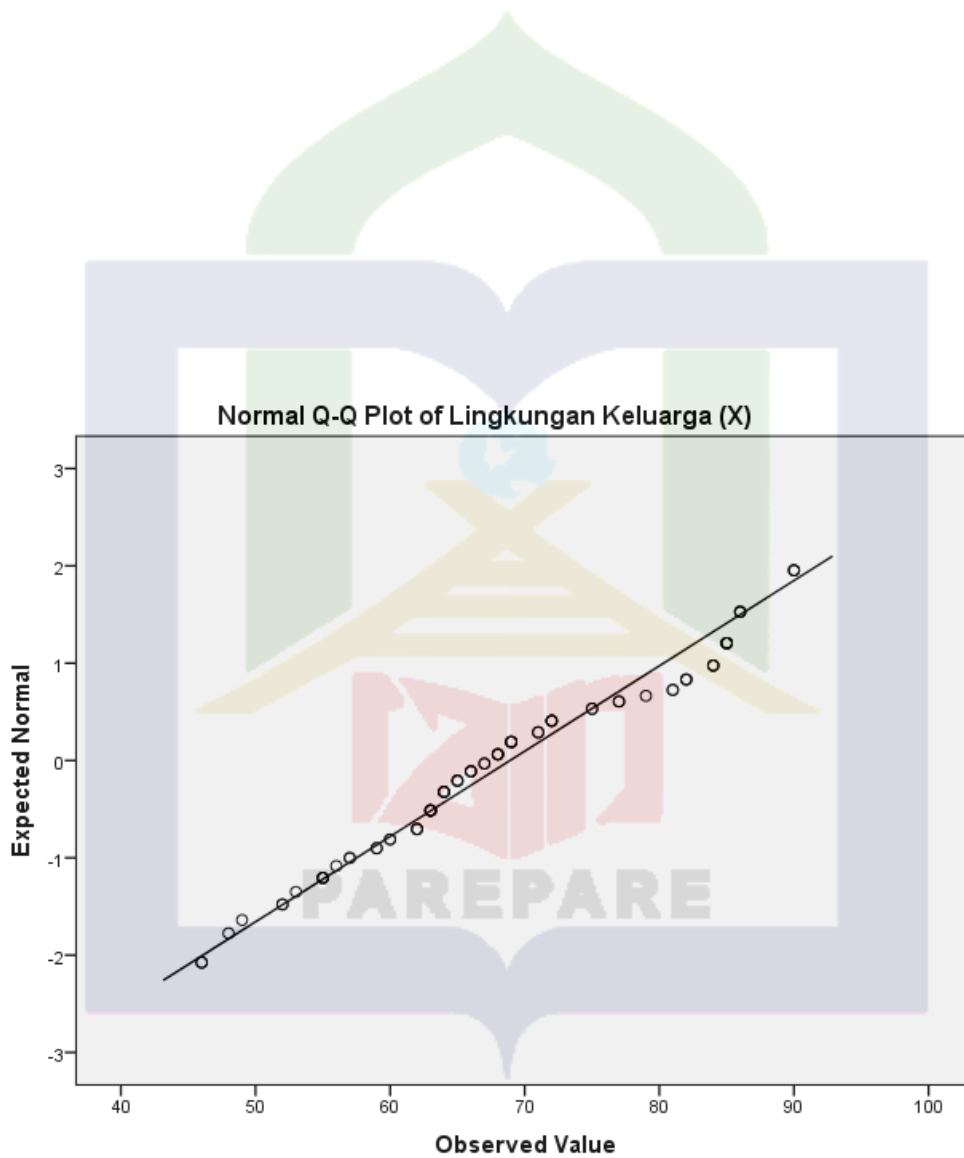 Normal Q-Q Plot of Lingkungan Keluarga (X)
Expected Normal
3
2
1
0
-1
-2
-3
PAREPARE
40 50 60 70 80 90 100
Observed Value